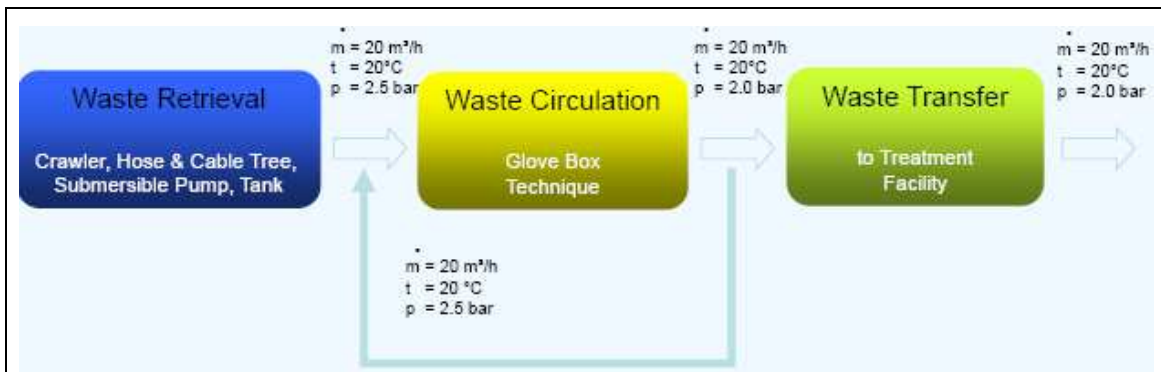 ṁ = 20 m³/h
t = 20°C
p = 2.5 bar
ṁ = 20 m³/h
t = 20°C
p = 2.0 bar
ṁ = 20 m³/h
t = 20°C
p = 2.0 bar
Waste Retrieval
Crawler, Hose & Cable Tree,
Submersible Pump, Tank
Waste Circulation
Glove Box
Technique
Waste Transfer
to Treatment
Facility
ṁ = 20 m³/h
t = 20 °C
p = 2.5 bar